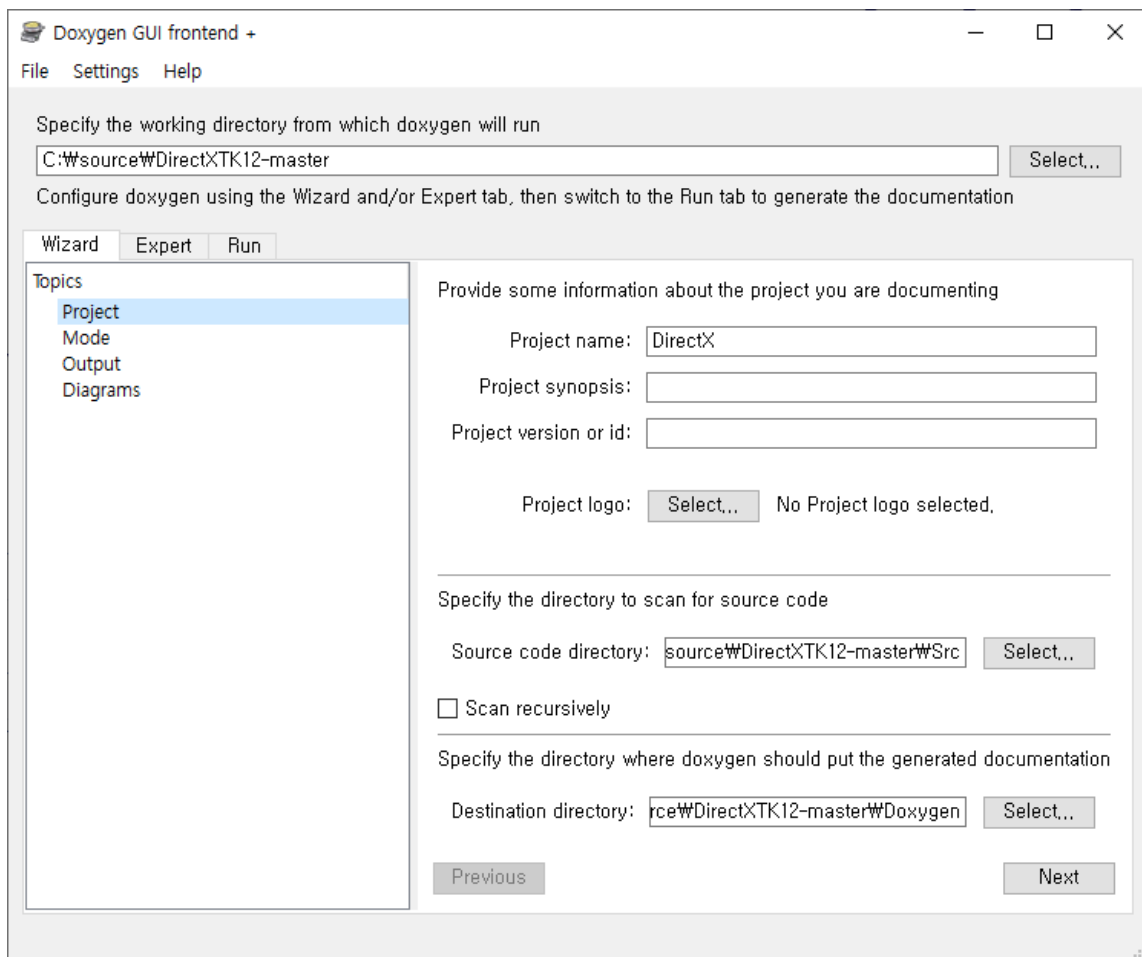 Doxygen GUI frontend +
File Settings Help
Specify the working directory from which doxygen will run
C:₩source₩DirectXTK12-master
Select...
Configure doxygen using the Wizard and/or Expert tab, then switch to the Run tab to generate the documentation
Wizard Expert Run
Topics
Project
Mode
Output
Diagrams
Provide some information about the project you are documenting
Project name: DirectX
Project synopsis:
Project version or id:
Project logo: Select... No Project logo selected.
Specify the directory to scan for source code
Source code directory: source₩DirectXTK12-master₩Src Select...
Scan recursively
Specify the directory where doxygen should put the generated documentation
Destination directory: rce₩DirectXTK12-master₩Doxygen Select...
Previous Next